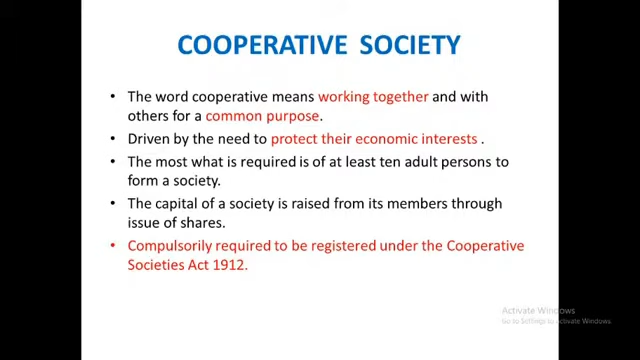 COOPERATIVE SOCIETY
• The word cooperative means working together and with
others for a common purpose.
• Driven by the need to protect their economic interests .
• The most what is required is of at least ten adult persons to
form a society.
• The capital of a society is raised from its members through
issue of shares.
• Compulsorily required to be registered under the Cooperative
Societies Act 1912.
Activate Windows
Go to Settings to activate Windows.